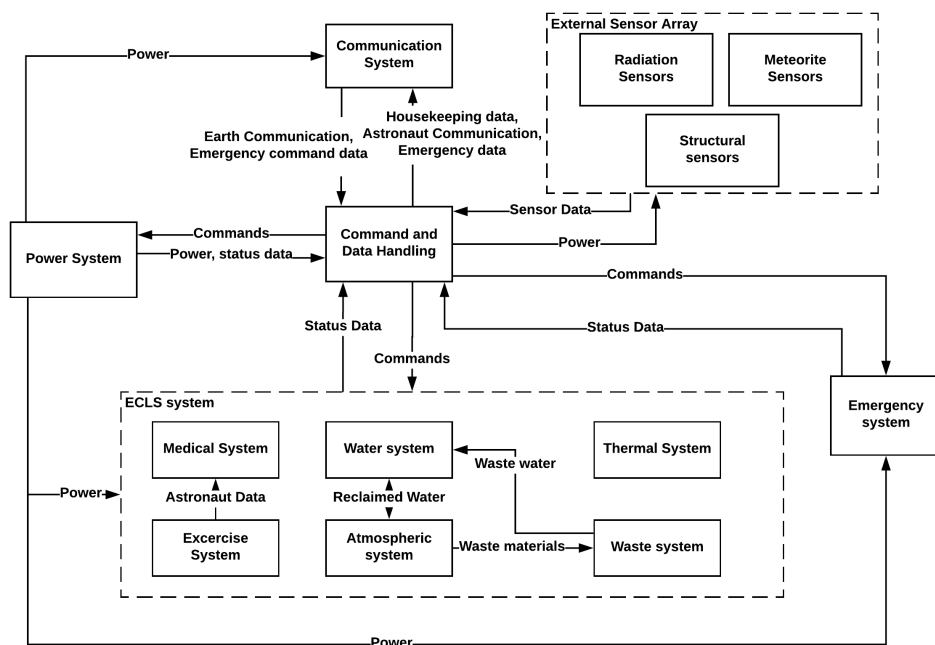 External Sensor Array
Communication
System
Radiation
Sensors
Meteorite
Sensors
Power
Housekeeping data,
Astronaut Communication,
Emergency data
Earth Communication,
Emergency command data
Structural
sensors
Sensor Data
Command and
Data Handling
Commands
Power
Power System
Power, status data
Commands
Status Data
Status Data
Commands
ECLS system
Emergency
system
Medical System
Water system
Thermal System
Waste water
Power
Astronaut Data
Reclaimed Water
Excercise
System
Atmospheric
system
Waste materials
Waste system
Power